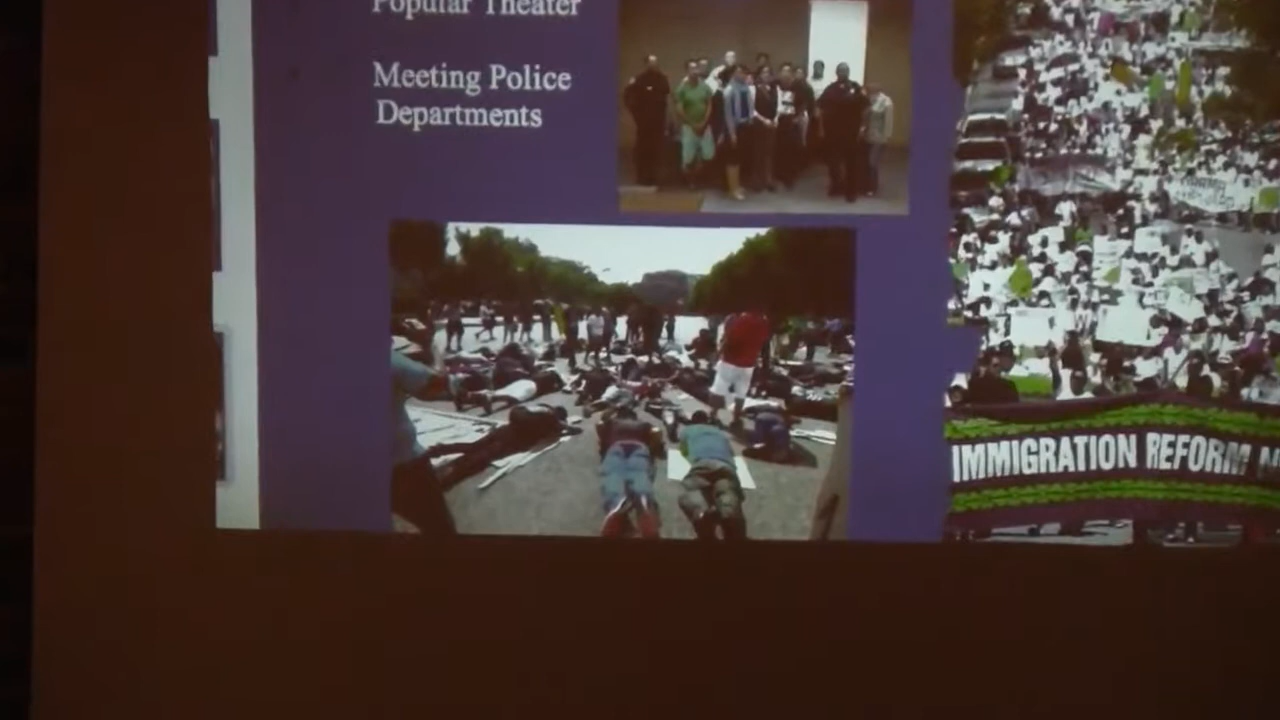 Popular Theater
Meeting Police
Departments
IMMIGRATION REFORM